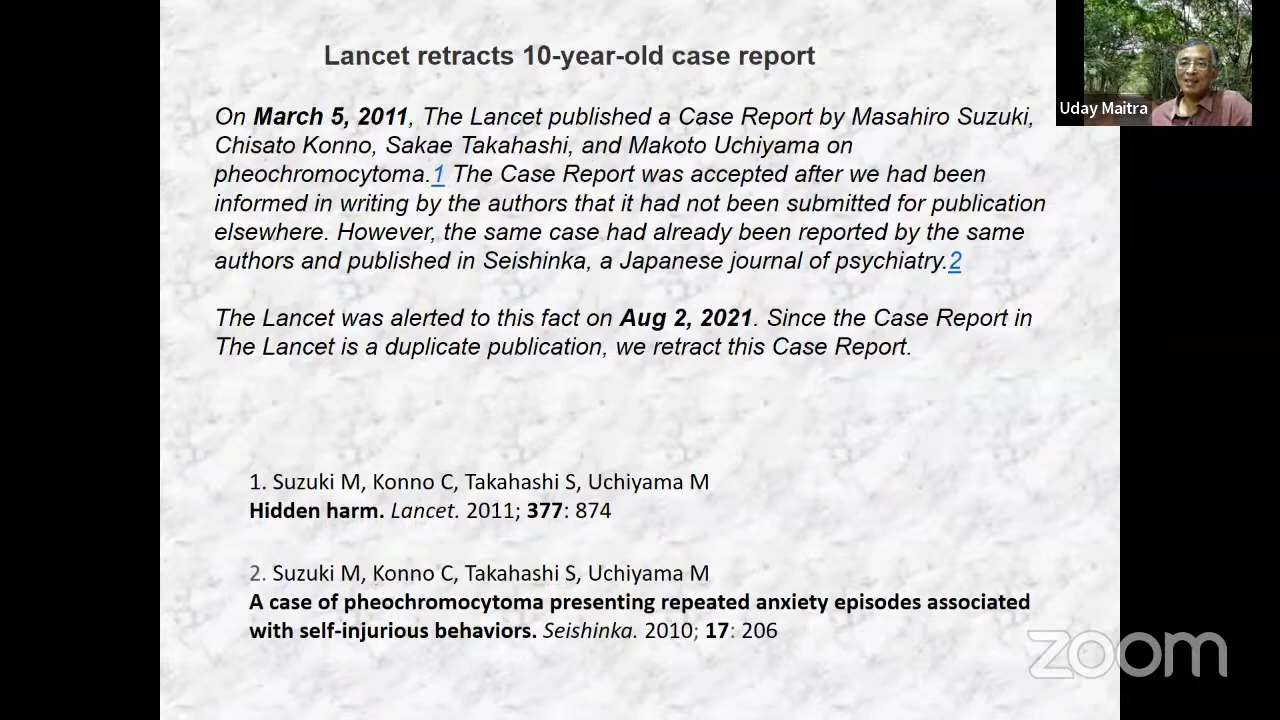 Lancet retracts 10-year-old case report
On March 5, 2011, The Lancet published a Case Report by Masahiro Suzuki,
Chisato Konno, Sakae Takahashi, and Makoto Uchiyama on
pheochromocytoma.1 The Case Report was accepted after we had been
informed in writing by the authors that it had not been submitted for publication
elsewhere. However, the same case had already been reported by the same
authors and published in Seishinka, a Japanese journal of psychiatry.2
The Lancet was alerted to this fact on Aug 2, 2021. Since the Case Report in
The Lancet is a duplicate publication, we retract this Case Report.
1. Suzuki M, Konno C, Takahashi S, Uchiyama M
Hidden harm. Lancet. 2011; 377: 874
2. Suzuki M, Konno C, Takahashi S, Uchiyama M
A case of pheochromocytoma presenting repeated anxiety episodes associated
with self-injurious behaviors. Seishinka. 2010; 17: 206
Uday Maitra
zoom